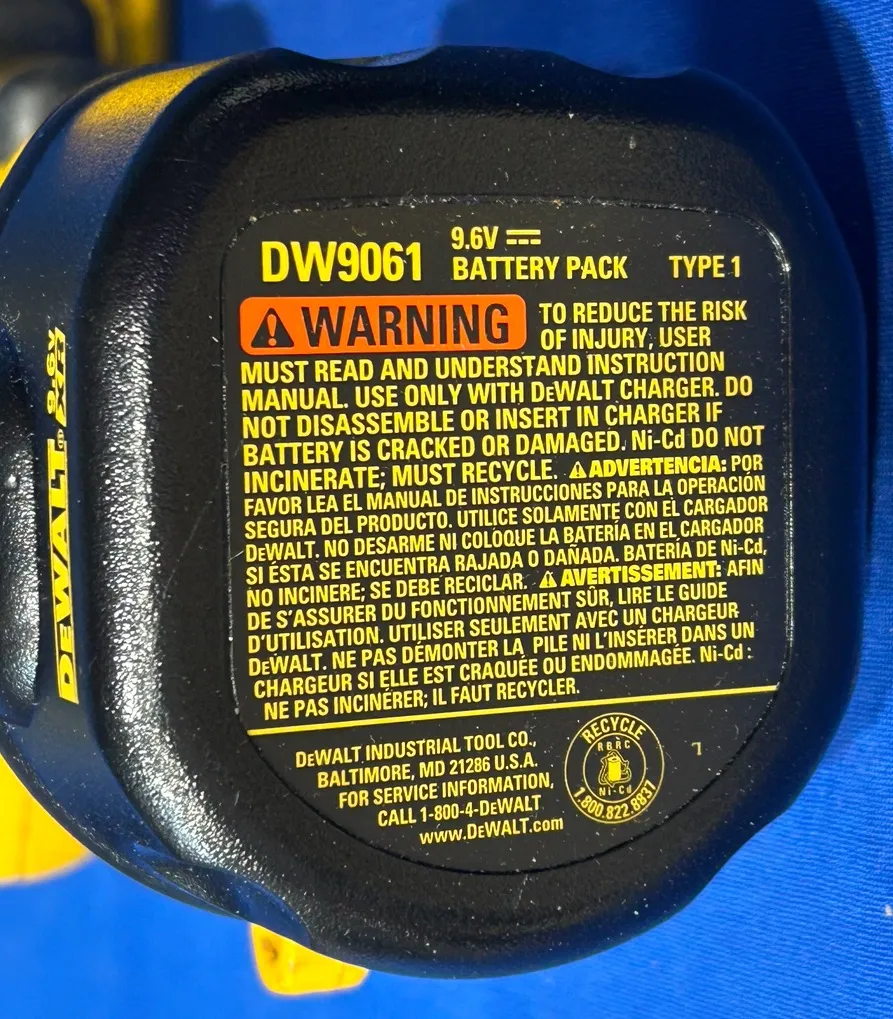 DW9061 9.6V
BATTERY PACK TYPE 1
WARNING TO REDUCE THE RISK
OF INJURY, USER
MUST READ AND UNDERSTAND INSTRUCTION
MANUAL. USE ONLY WITH DEWALT CHARGER. DO
NOT DISASSEMBLE OR INSERT IN CHARGER IF
BATTERY IS CRACKED OR DAMAGED. Ni-Cd DO NOT
INCINERATE; MUST RECYCLE. ⚠ADVERTENCIA: POR
FAVOR LEA EL MANUAL DE INSTRUCCIONES PARA LA OPERACIÓN
SEGURA DEL PRODUCTO. UTILICE SOLAMENTE CON EL CARGADOR
DEWALT. NO DESARME NI COLOQUE LA BATERÍA EN EL CARGADOR
SI ÉSTA SE ENCUENTRA RAJADA O DAÑADA. BATERÍA DE Ni-Cd,
NO INCINERE; SE DEBE RECICLAR. ⚠AVERTISSEMENT: AFIN
DE S'ASSURER DU FONCTIONNEMENT SÛR, LIRE LE GUIDE
D'UTILISATION. UTILISER SEULEMENT AVEC UN CHARGEUR
DEWALT. NE PAS DÉMONTER LA PILE NI L'INSÉRER DANS UN
CHARGEUR SI ELLE EST CRAQUÉE OU ENDOMMAGÉE. Ni-Cd :
NE PAS INCINÉRER; IL FAUT RECYCLER.
DEWALT INDUSTRIAL TOOL CO.,
BALTIMORE, MD 21286 U.S.A.
FOR SERVICE INFORMATION,
CALL 1-800-4-DEWALT
www.DEWALT.com
RECYCLE
RBRC
Ni-Cd
1.800.822.8837
DEWALT® 9.6V
XR